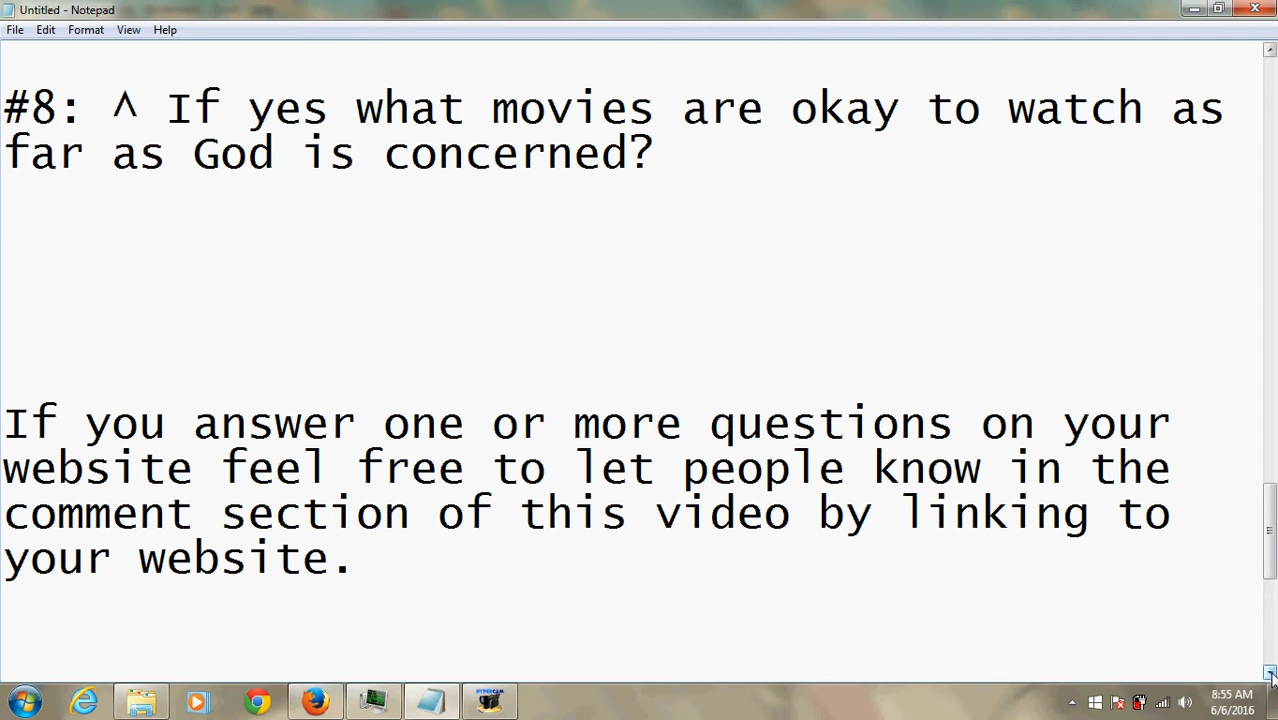 Untitled - Notepad
File Edit Format View Help
#8: ^ If yes what movies are okay to watch as
far as God is concerned?
If you answer one or more questions on your
website feel free to let people know in the
comment section of this video by linking to
your website.
HYPERCAM
8:55 AM
6/6/2016